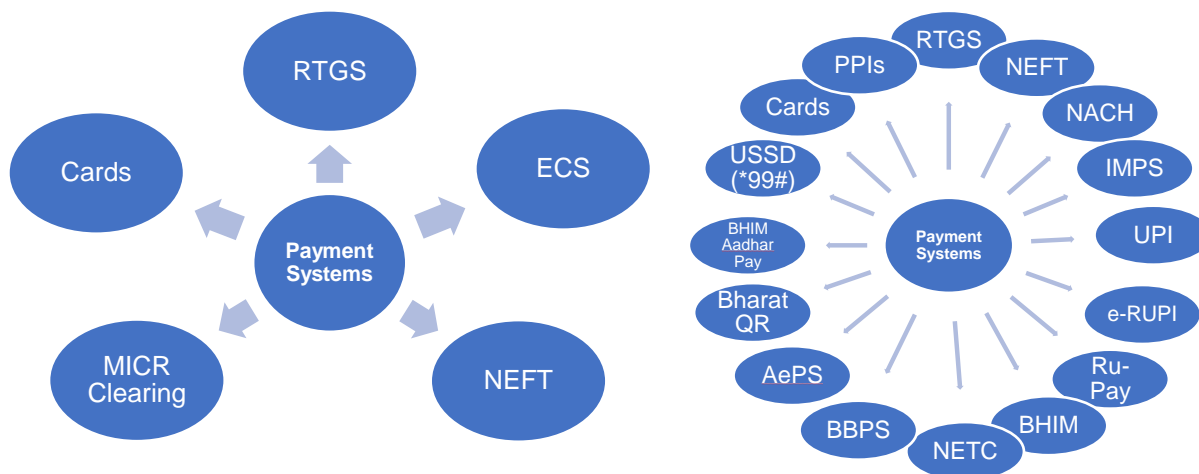 RTGS
ECS
NEFT
MICR
Clearing
Cards
Payment
Systems
RTGS
NEFT
NACH
IMPS
UPI
e-RUPI
Ru-
Pay
BHIM
NETC
BBPS
AePS
Bharat
QR
BHIM
Aadhar
Pay
USSD
(*99#)
Cards
PPIs
Payment
Systems